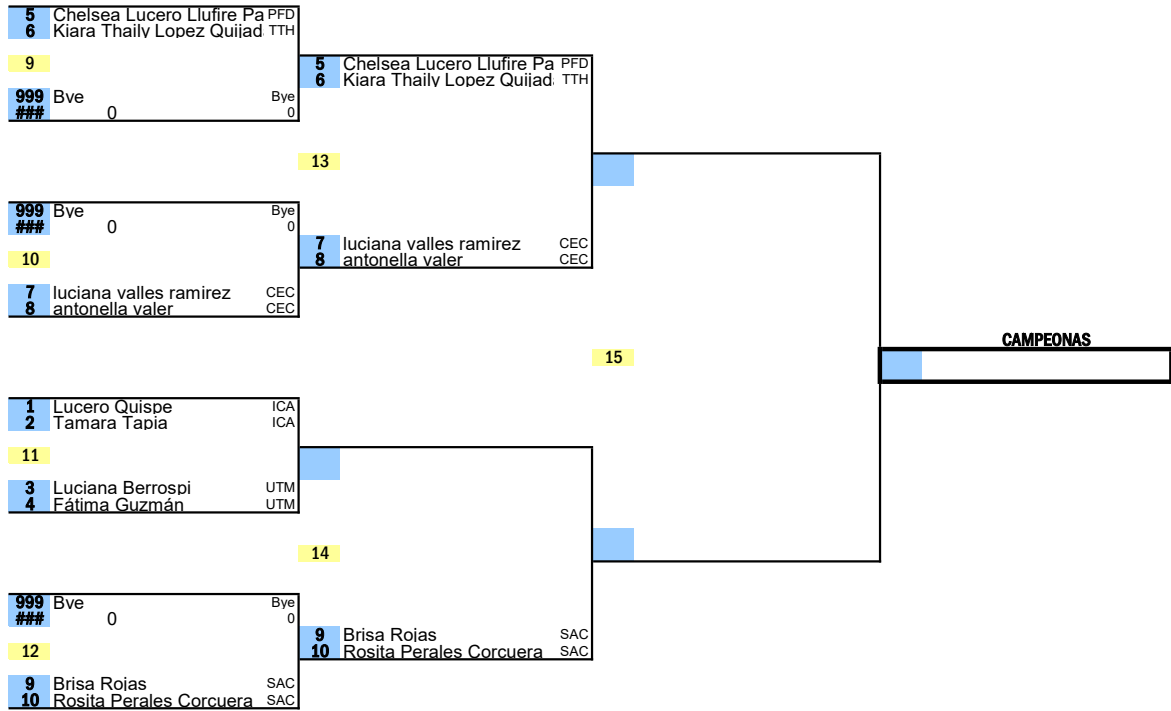 5 Chelsea Lucero Llufire Pa PFD
6 Kiara Thaily Lopez Quijad TTH
9
999 Bye Bye
### 0 0
5 Chelsea Lucero Llufire Pa PFD
6 Kiara Thaily Lopez Quijad TTH
13
999 Bye Bye
### 0 0
10
7 luciana valles ramirez CEC
8 antonella valer CEC
7 luciana valles ramirez CEC
8 antonella valer CEC
15
CAMPEONAS
1 Lucero Quispe ICA
2 Tamara Tapia ICA
11
3 Luciana Berrospi UTM
4 Fátima Guzmán UTM
14
999 Bye Bye
### 0 0
12
9 Brisa Rojas SAC
10 Rosita Perales Corcuera SAC
9 Brisa Rojas SAC
10 Rosita Perales Corcuera SAC